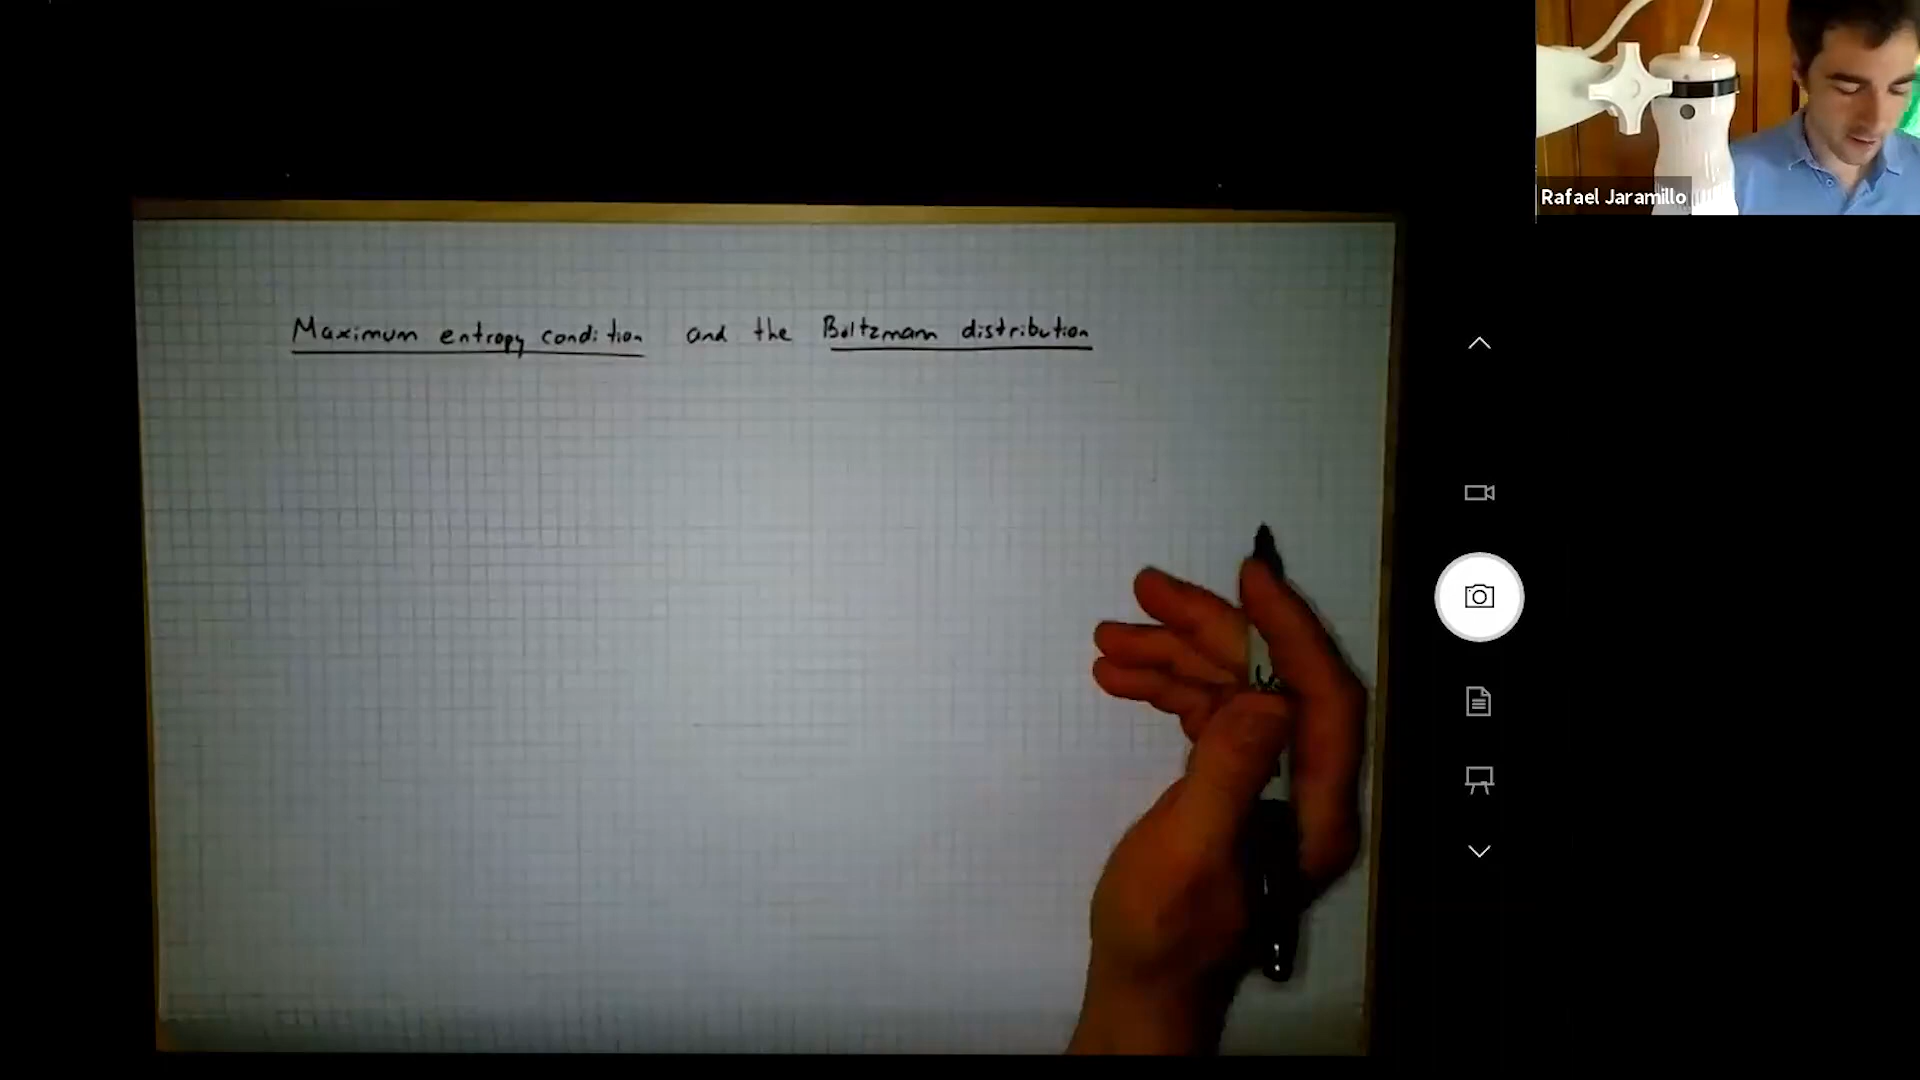 Rafael Jaramillo
Maximum entropy condition and the Boltzmann distribution